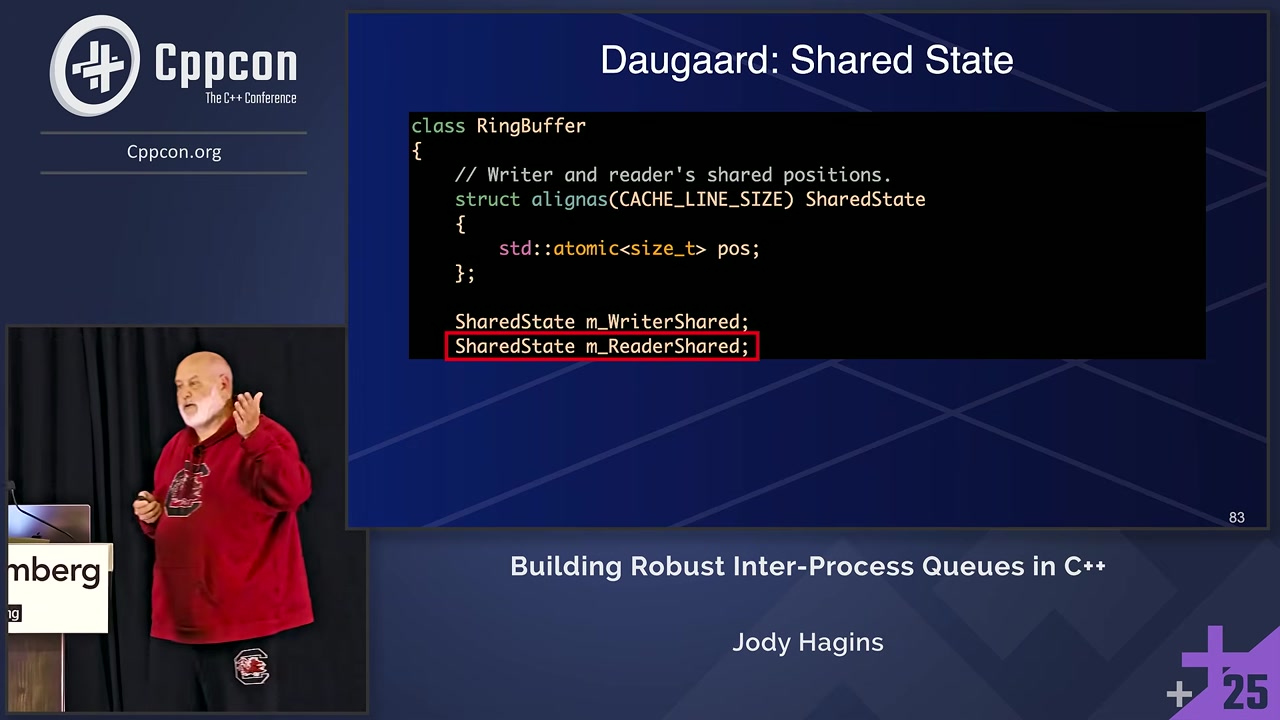 Cppcon
The C++ Conference
Cppcon.org
Daugaard: Shared State
class RingBuffer
{
    // Writer and reader's shared positions.
    struct alignas(CACHE_LINE_SIZE) SharedState
    {
        std::atomic<size_t> pos;
    };
    SharedState m_WriterShared;
    SharedState m_ReaderShared;
83
mberg
ng
C
C
Building Robust Inter-Process Queues in C++
Jody Hagins
++
25